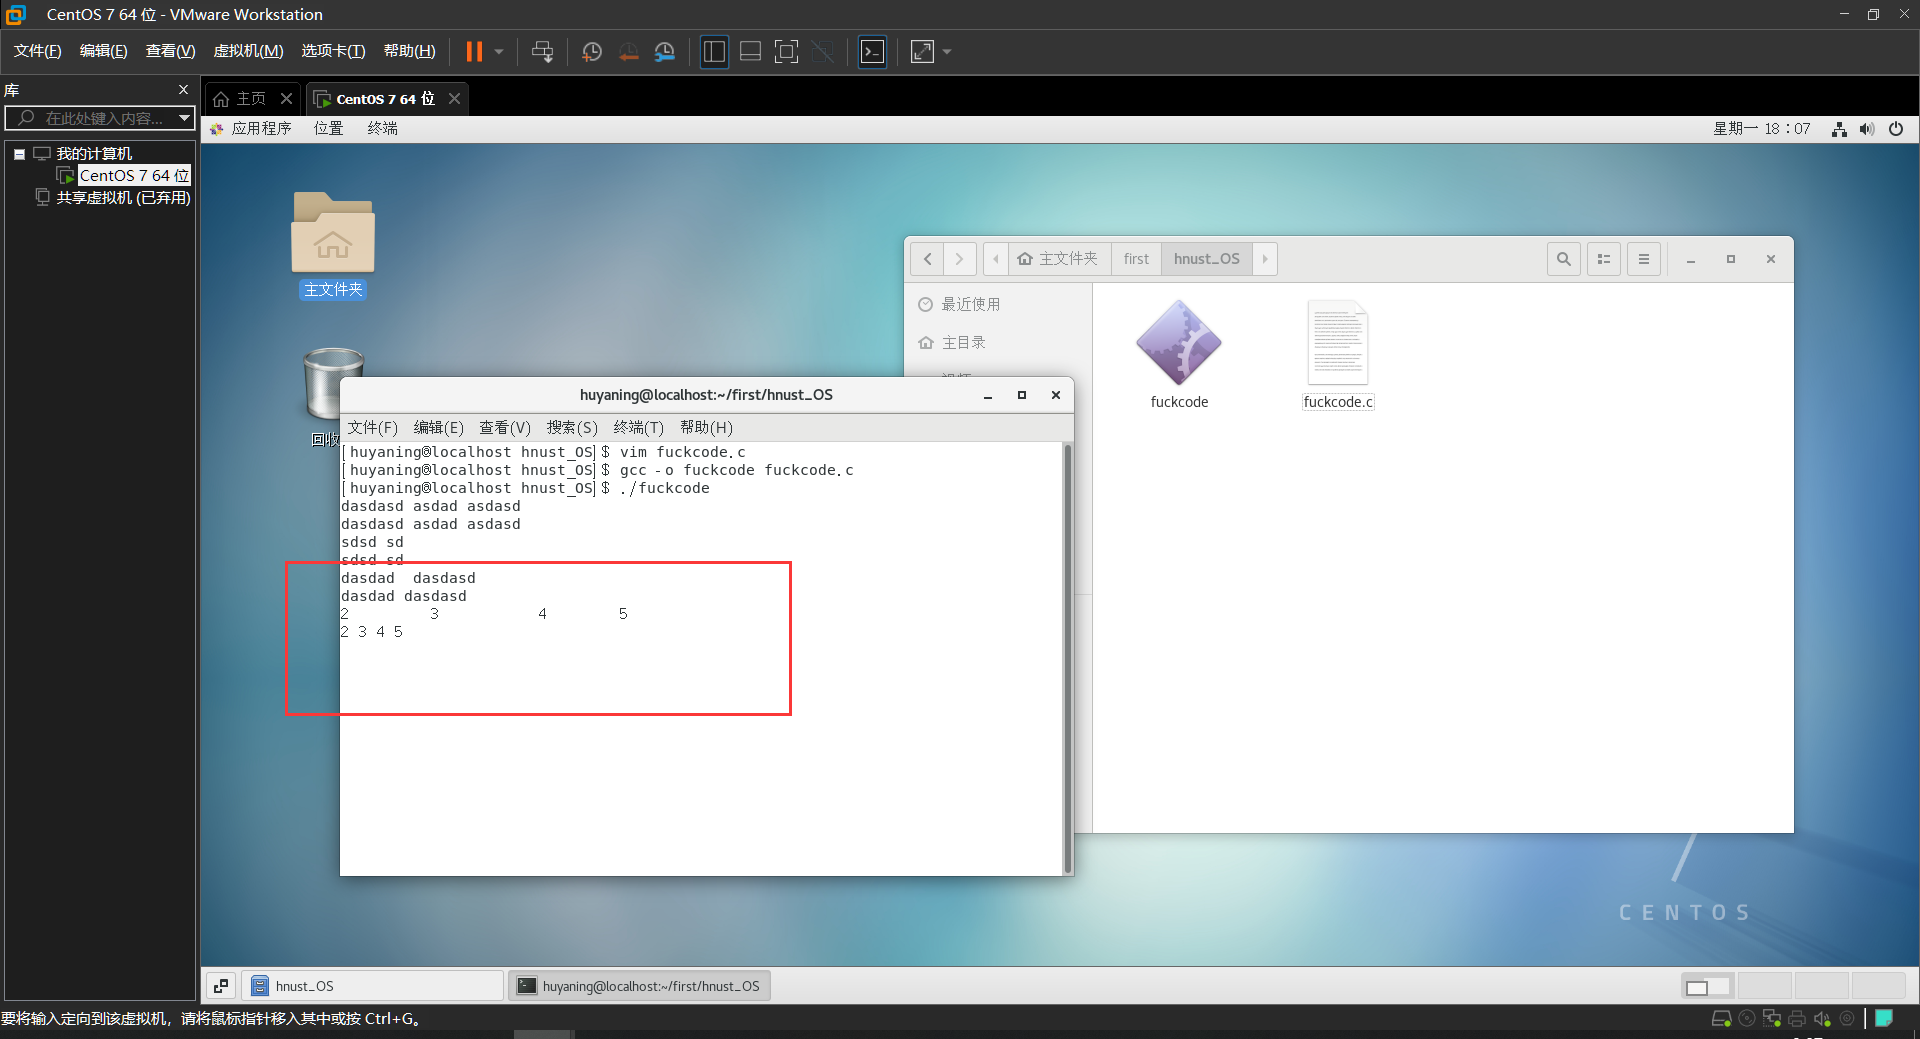 CentOS 7 64 位 - VMware Workstation
文件(F) 编辑(E) 查看(V) 虚拟机(M) 选项卡(T) 帮助(H)
库
在此处键入内容...
我的计算机
CentOS 7 64 位
共享虚拟机 (已弃用)
主页 CentOS 7 64 位
应用程序 位置 终端 星期一 18：07
主文件夹
主文件夹 first hnust_OS
最近使用
主目录
fuckcode fuckcode.c
回收
huyaning@localhost:~/first/hnust_OS
文件(F) 编辑(E) 查看(V) 搜索(S) 终端(T) 帮助(H)
[huyaning@localhost hnust_OS]$ vim fuckcode.c
[huyaning@localhost hnust_OS]$ gcc -o fuckcode fuckcode.c
[huyaning@localhost hnust_OS]$ ./fuckcode
dasdasd asdad asdasd
dasdasd asdad asdasd
sdsd sd
sdsd sd
dasdad  dasdasd
dasdad dasdasd
2         3           4        5
2 3 4 5
CENTOS
hnust_OS huyaning@localhost:~/first/hnust_OS
要将输入定向到该虚拟机，请将鼠标指针移入其中或按 Ctrl+G。